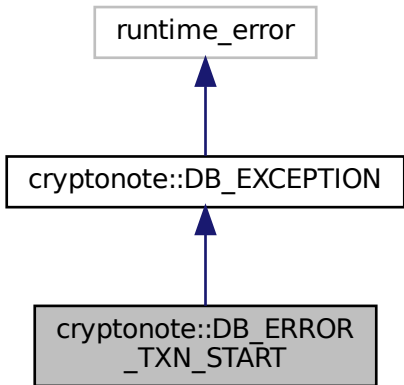 runtime_error
cryptonote::DB_EXCEPTION
cryptonote::DB_ERROR
_TXN_START